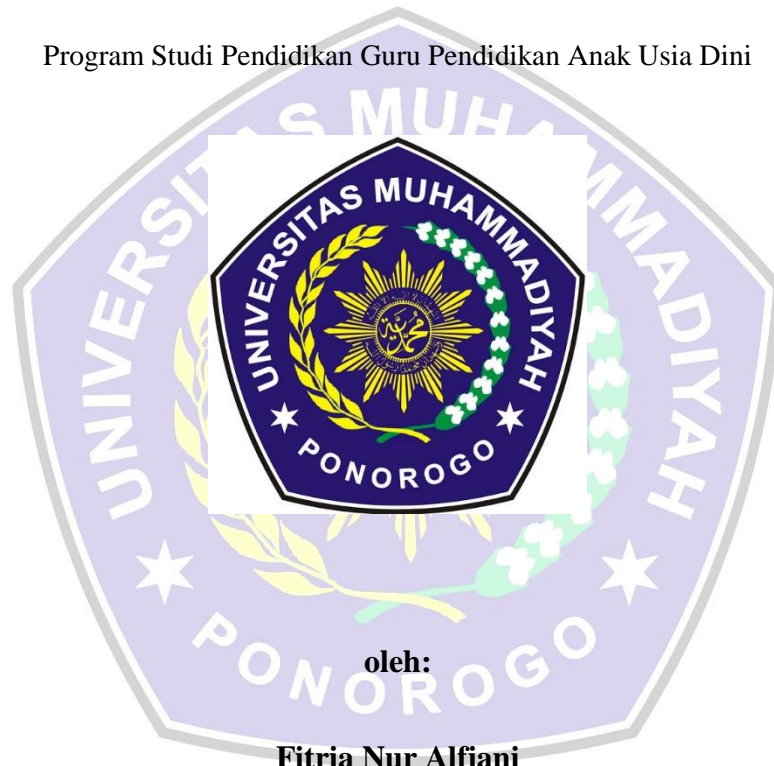 Program Studi Pendidikan Guru Pendidikan Anak Usia Dini
UNIVERSITAS MUHAMMADIYAH
PONOROGO
oleh:
Fitria Nur Alfiani